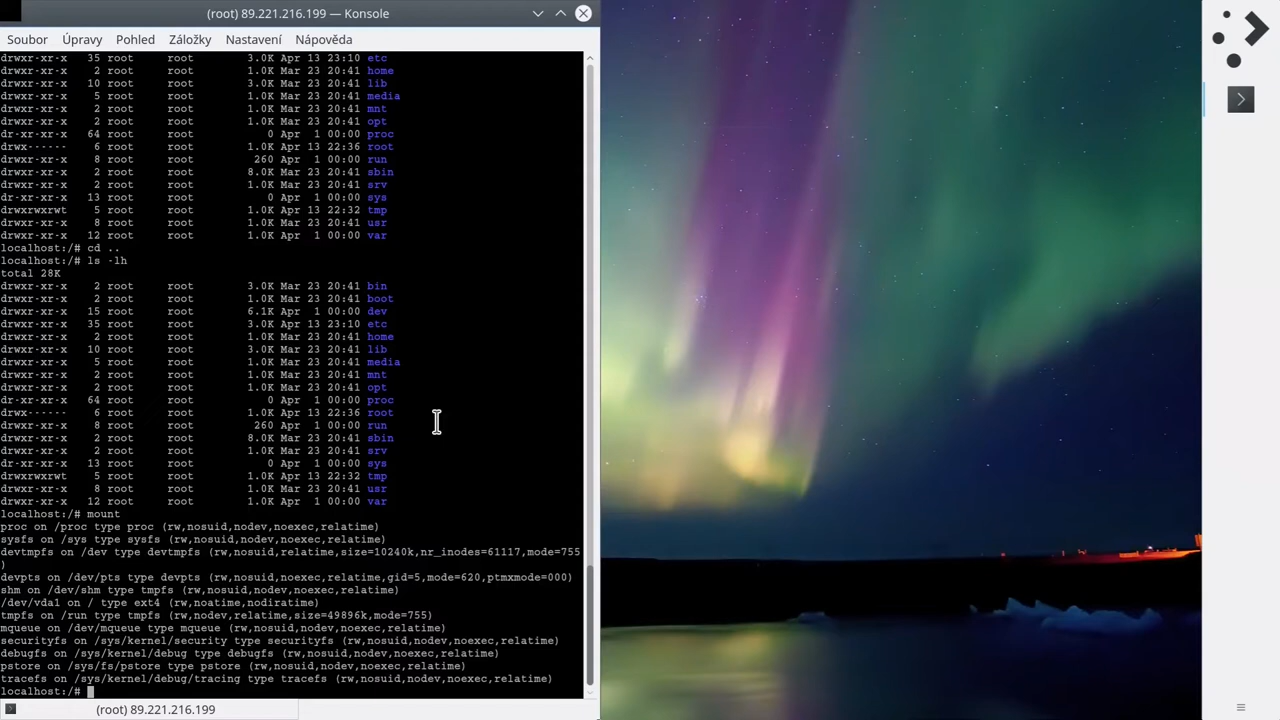 (root) 89.221.216.199 — Konsole
Soubor Úpravy Pohled Záložky Nastavení Nápověda
drwxr-xr-x 35 root root 3.0K Apr 13 23:10 etc
drwxr-xr-x 2 root root 1.0K Mar 23 20:41 home
drwxr-xr-x 10 root root 3.0K Mar 23 20:41 lib
drwxr-xr-x 5 root root 1.0K Mar 23 20:41 media
drwxr-xr-x 2 root root 1.0K Mar 23 20:41 mnt
drwxr-xr-x 2 root root 1.0K Mar 23 20:41 opt
dr-xr-xr-x 64 root root 0 Apr 1 00:00 proc
drwx------ 6 root root 1.0K Apr 13 22:36 root
drwxr-xr-x 8 root root 260 Apr 1 00:00 run
drwxr-xr-x 2 root root 8.0K Mar 23 20:41 sbin
drwxr-xr-x 2 root root 1.0K Mar 23 20:41 srv
dr-xr-xr-x 13 root root 0 Apr 1 00:00 sys
drwxrwxrwt 5 root root 1.0K Apr 13 22:32 tmp
drwxr-xr-x 8 root root 1.0K Mar 23 20:41 usr
drwxr-xr-x 12 root root 1.0K Apr 1 00:00 var
localhost:/# cd ..
localhost:/# ls -lh
total 28K
drwxr-xr-x 2 root root 3.0K Mar 23 20:41 bin
drwxr-xr-x 2 root root 1.0K Mar 23 20:41 boot
drwxr-xr-x 15 root root 6.1K Apr 1 00:00 dev
drwxr-xr-x 35 root root 3.0K Apr 13 23:10 etc
drwxr-xr-x 2 root root 1.0K Mar 23 20:41 home
drwxr-xr-x 10 root root 3.0K Mar 23 20:41 lib
drwxr-xr-x 5 root root 1.0K Mar 23 20:41 media
drwxr-xr-x 2 root root 1.0K Mar 23 20:41 mnt
drwxr-xr-x 2 root root 1.0K Mar 23 20:41 opt
dr-xr-xr-x 64 root root 0 Apr 1 00:00 proc
drwx------ 6 root root 1.0K Apr 13 22:36 root
drwxr-xr-x 8 root root 260 Apr 1 00:00 run
drwxr-xr-x 2 root root 8.0K Mar 23 20:41 sbin
drwxr-xr-x 2 root root 1.0K Mar 23 20:41 srv
dr-xr-xr-x 13 root root 0 Apr 1 00:00 sys
drwxrwxrwt 5 root root 1.0K Apr 13 22:32 tmp
drwxr-xr-x 8 root root 1.0K Mar 23 20:41 usr
drwxr-xr-x 12 root root 1.0K Apr 1 00:00 var
localhost:/# mount
proc on /proc type proc (rw,nosuid,nodev,noexec,relatime)
sysfs on /sys type sysfs (rw,nosuid,nodev,noexec,relatime)
devtmpfs on /dev type devtmpfs (rw,nosuid,relatime,size=10240k,nr_inodes=61117,mode=755
)
devpts on /dev/pts type devpts (rw,nosuid,noexec,relatime,gid=5,mode=620,ptmxmode=000)
shm on /dev/shm type tmpfs (rw,nosuid,nodev,noexec,relatime)
/dev/vda1 on / type ext4 (rw,noatime,nodiratime)
tmpfs on /run type tmpfs (rw,nodev,relatime,size=49896k,mode=755)
mqueue on /dev/mqueue type mqueue (rw,nosuid,nodev,noexec,relatime)
securityfs on /sys/kernel/security type securityfs (rw,nosuid,nodev,noexec,relatime)
debugfs on /sys/kernel/debug type debugfs (rw,nosuid,nodev,noexec,relatime)
pstore on /sys/fs/pstore type pstore (rw,nosuid,nodev,noexec,relatime)
tracefs on /sys/kernel/debug/tracing type tracefs (rw,nosuid,nodev,noexec,relatime)
localhost:/#
(root) 89.221.216.199